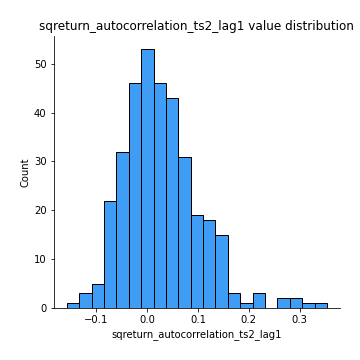 sqreturn_autocorrelation_ts2_lag1 value distribution
50
40
30
20
10
0
Count
−0.1 0.0 0.1 0.2 0.3
sqreturn_autocorrelation_ts2_lag1